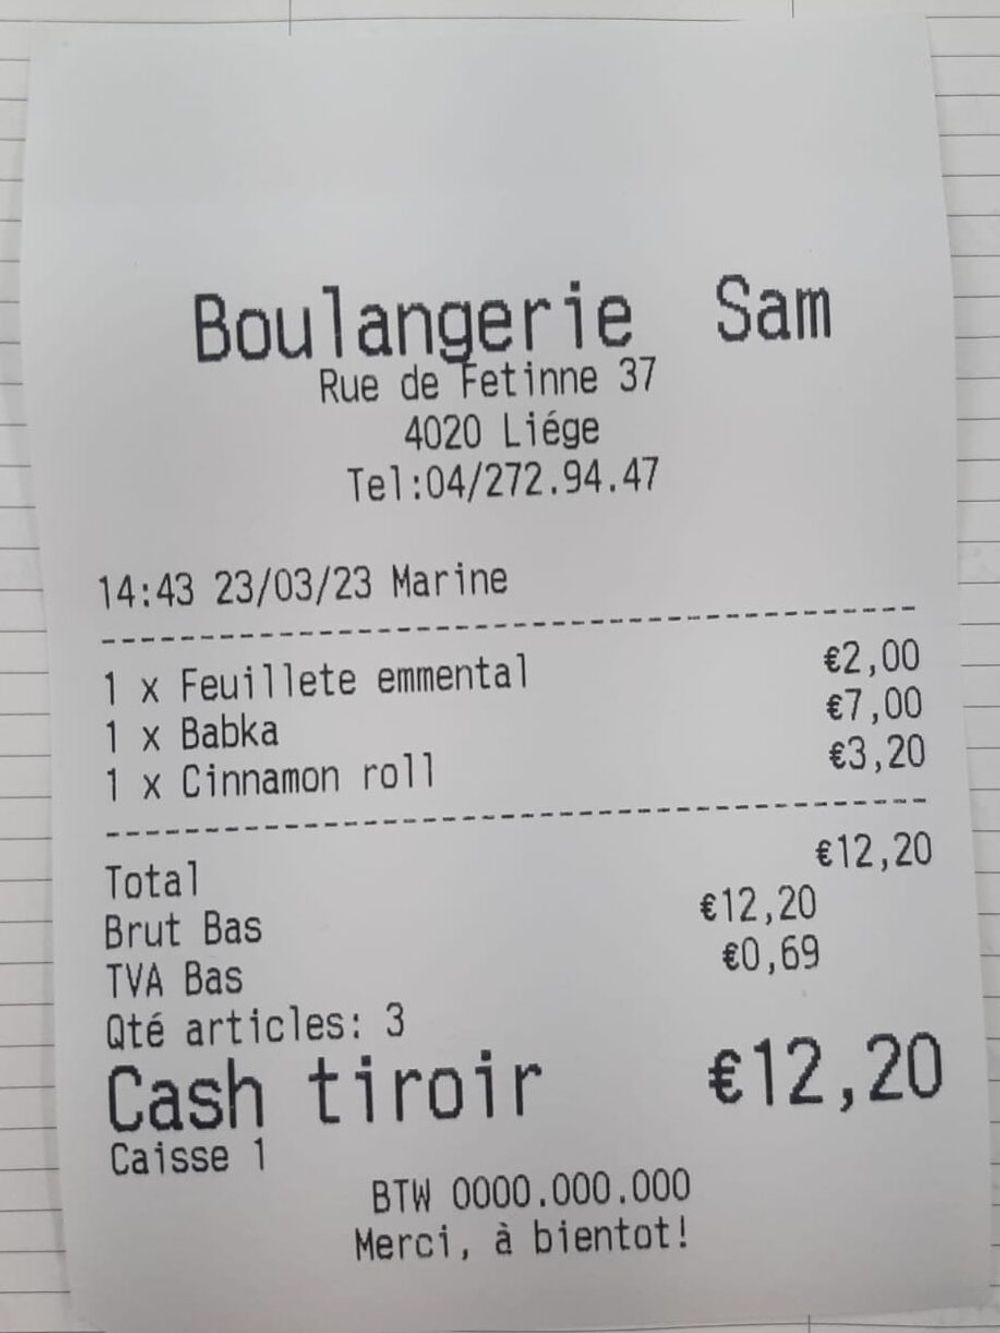 Boulangerie Sam
Rue de Fetinne 37
4020 Liége
Tel:04/272.94.47
14:43 23/03/23 Marine
1 x Feuillete emmental €2,00
1 x Babka €7,00
1 x Cinnamon roll €3,20
Total €12,20
Brut Bas €12,20
TVA Bas €0,69
Qté articles: 3
Cash tiroir €12,20
Caisse 1
BTW 0000.000.000
Merci, à bientot!